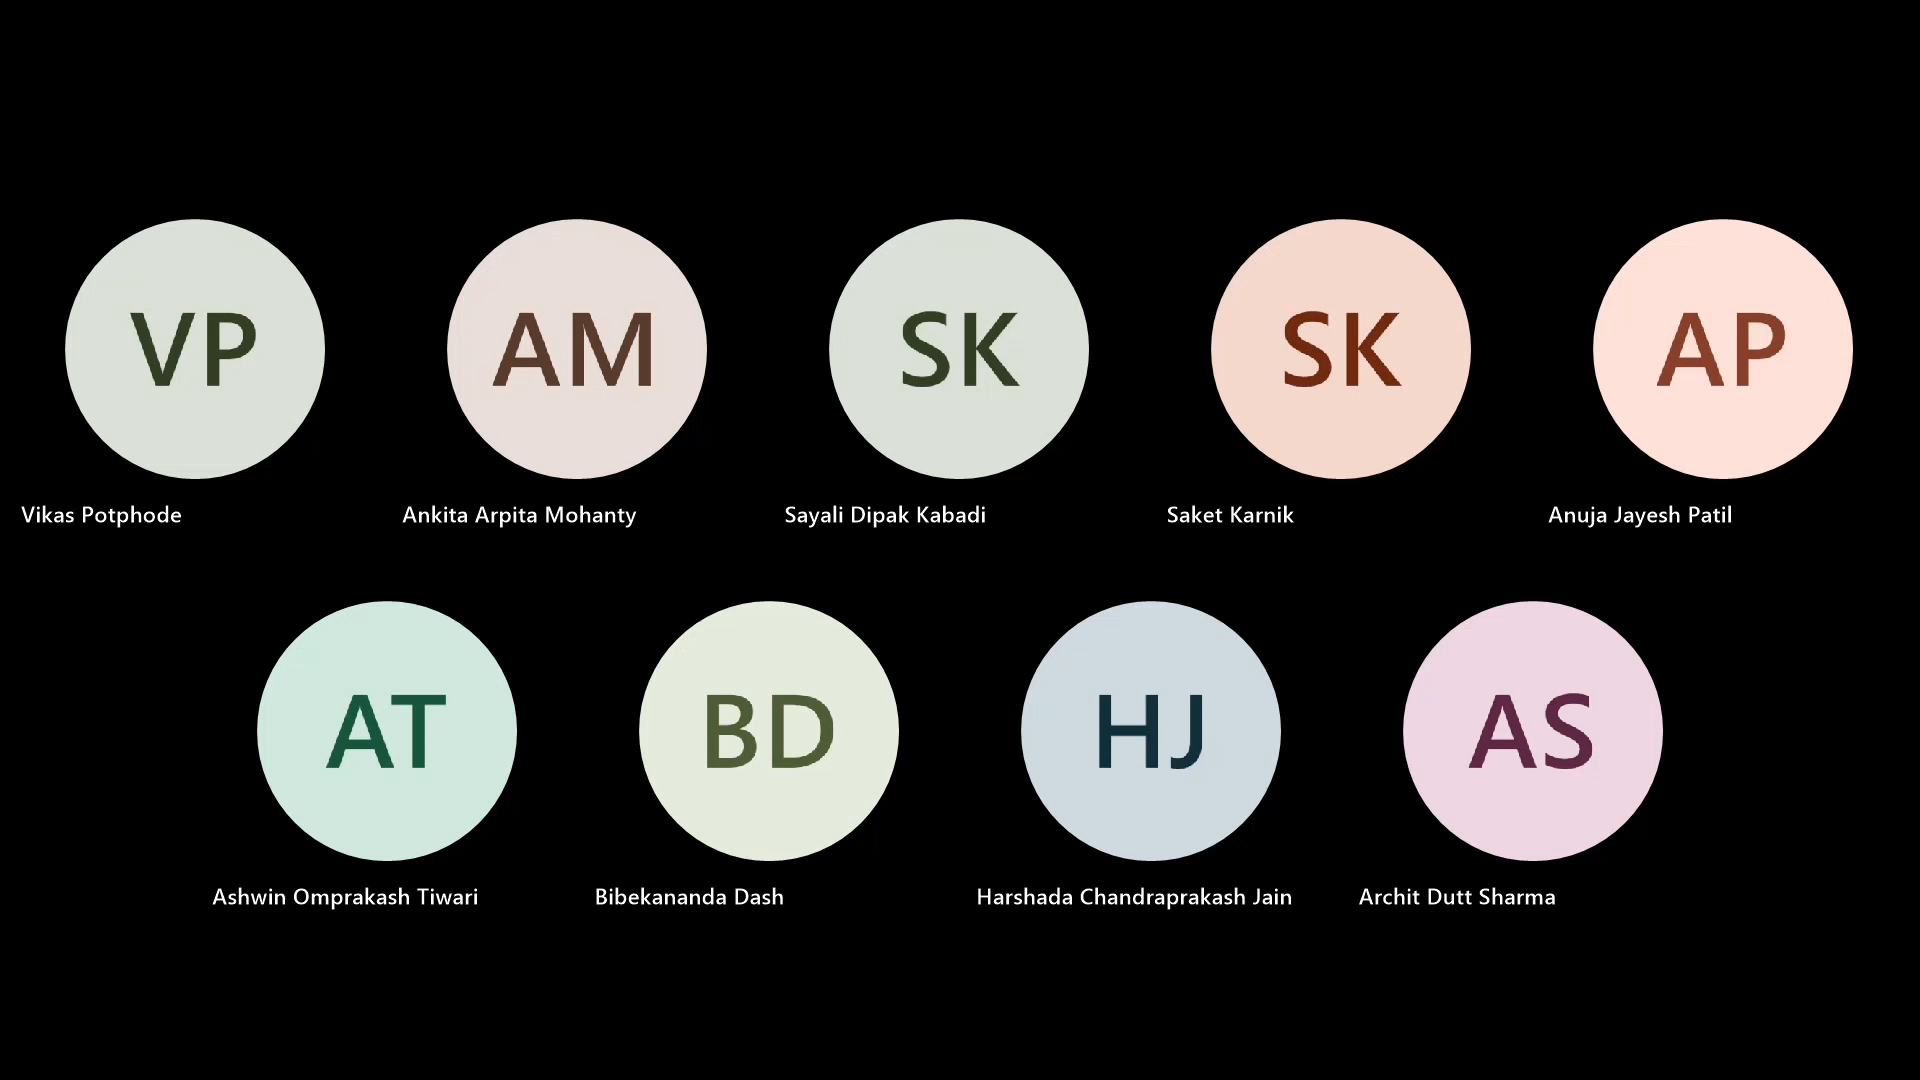 VP
AM
SK
SK
AP
Vikas Potphode
Ankita Arpita Mohanty
Sayali Dipak Kabadi
Saket Karnik
Anuja Jayesh Patil
AT
BD
HJ
AS
Ashwin Omprakash Tiwari
Bibekananda Dash
Harshada Chandraprakash Jain
Archit Dutt Sharma